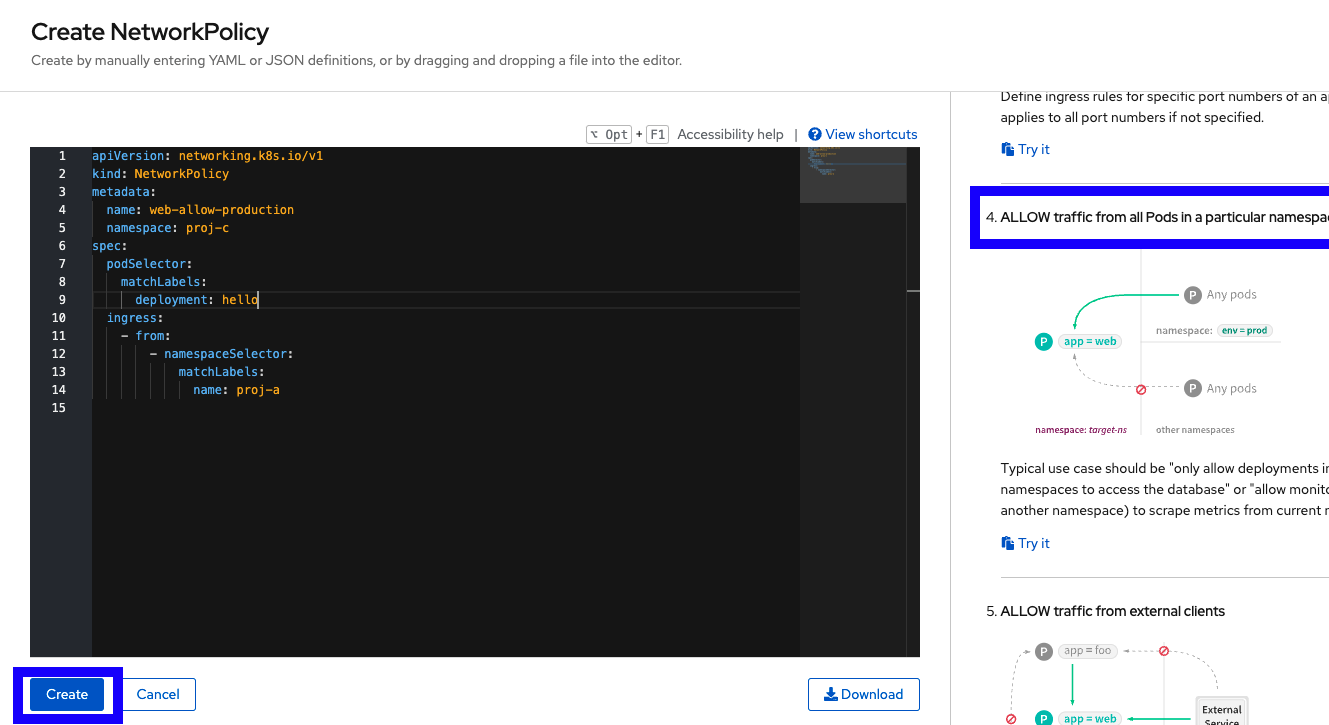 Create NetworkPolicy
Create by manually entering YAML or JSON definitions, or by dragging and dropping a file into the editor.
⌥ Opt + F1 Accessibility help | View shortcuts
1 apiVersion: networking.k8s.io/v1
2 kind: NetworkPolicy
3 metadata:
4 name: web-allow-production
5 namespace: proj-c
6 spec:
7 podSelector:
8 matchLabels:
9 deployment: hello
10 ingress:
11 - from:
12 - namespaceSelector:
13 matchLabels:
14 name: proj-a
15
Create
Cancel
Download
Define ingress rules for specific port numbers of an
applies to all port numbers if not specified.
Try it
4. ALLOW traffic from all Pods in a particular
P Any pods
namespace: env = prod
P app = web
P Any pods
namespace: target-ns
other namespaces
Typical use case should be "only allow deployments
namespaces to access the database" or "allow
another namespace) to scrape metrics from current
Try it
5. ALLOW traffic from external clients
P app = foo
P app = web
External
Service